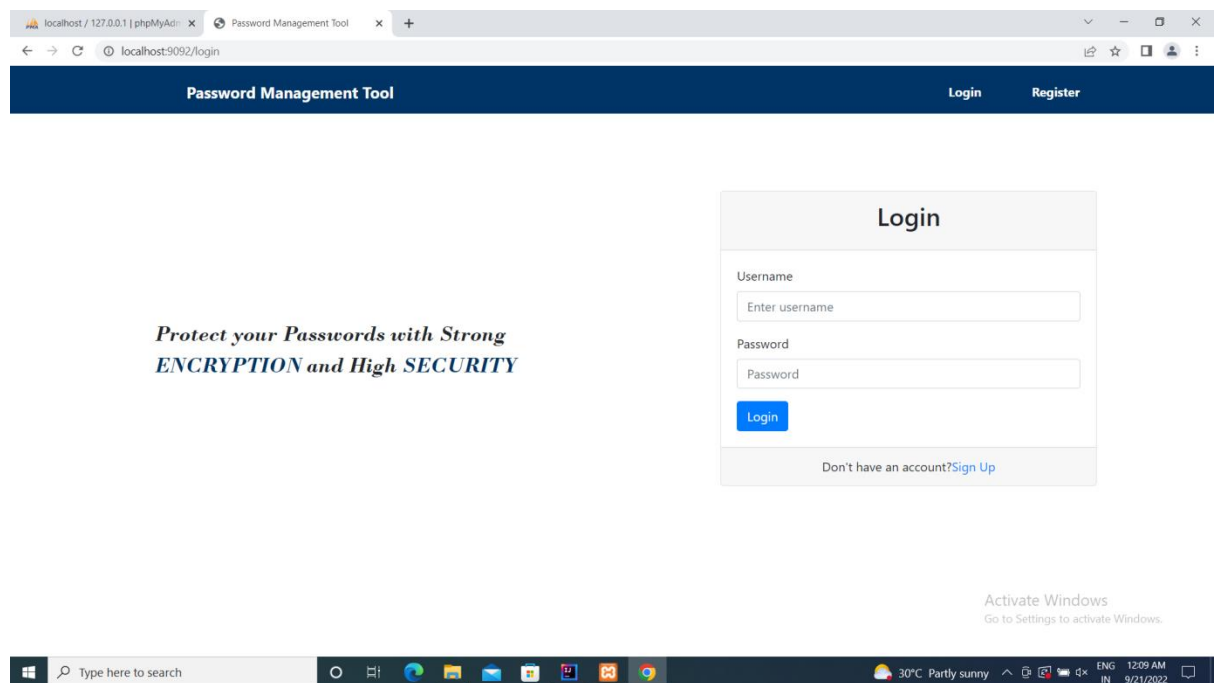 localhost / 127.0.0.1 | phpMyAdn
Password Management Tool
localhost:9092/login
Password Management Tool
Login
Register
Login
Username
Enter username
Protect your Passwords with Strong
ENCRYPTION and High SECURITY
Password
Password
Login
Don't have an account?Sign Up
Activate Windows
Go to Settings to activate Windows.
Type here to search
30°C Partly sunny
ENG
IN
12:09 AM
9/21/2022